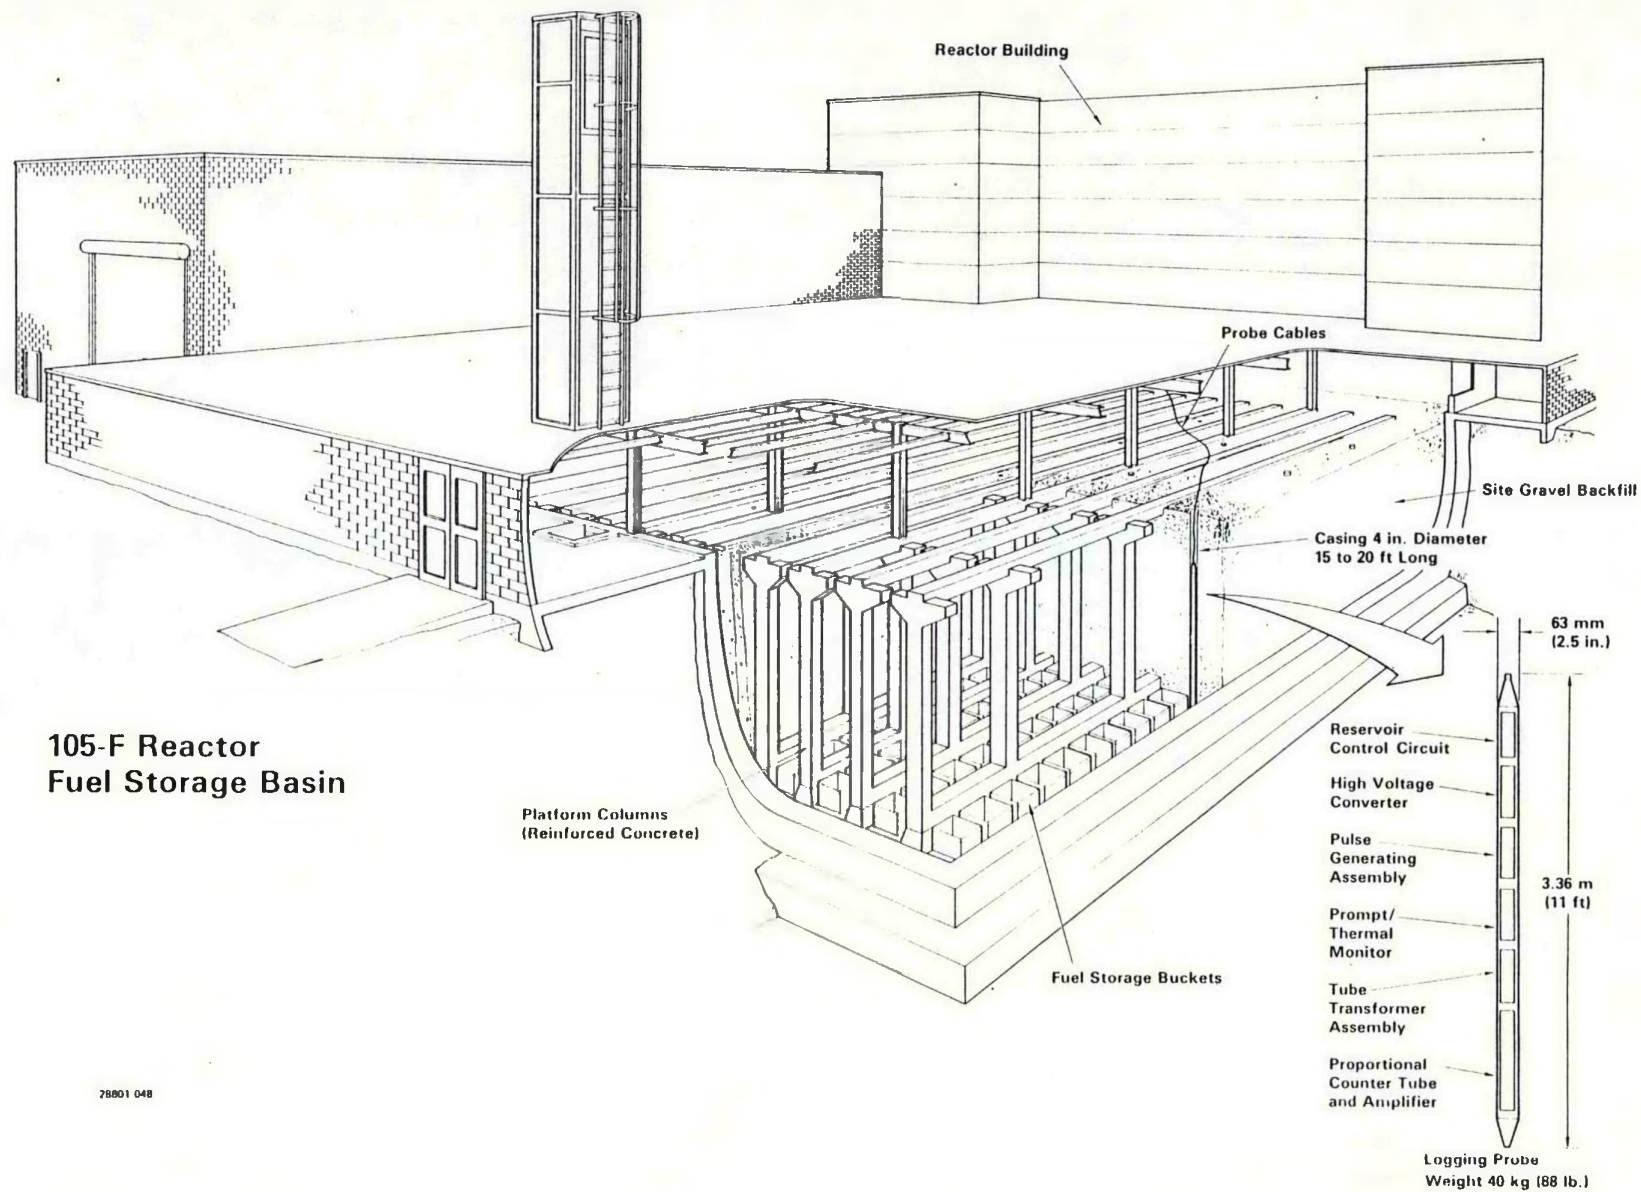 Reactor Building
Probe Cables
Site Gravel Backfill
Casing 4 in. Diameter
15 to 20 ft Long
63 mm
(2.5 in.)
105-F Reactor
Fuel Storage Basin
Platform Columns
(Reinforced Concrete)
Fuel Storage Buckets
Reservoir
Control Circuit
High Voltage
Converter
Pulse
Generating
Assembly
Prompt/
Thermal
Monitor
Tube
Transformer
Assembly
Proportional
Counter Tube
and Amplifier
3.36 m
(11 ft)
Logging Probe
Weight 40 kg (88 lb.)
28801 048